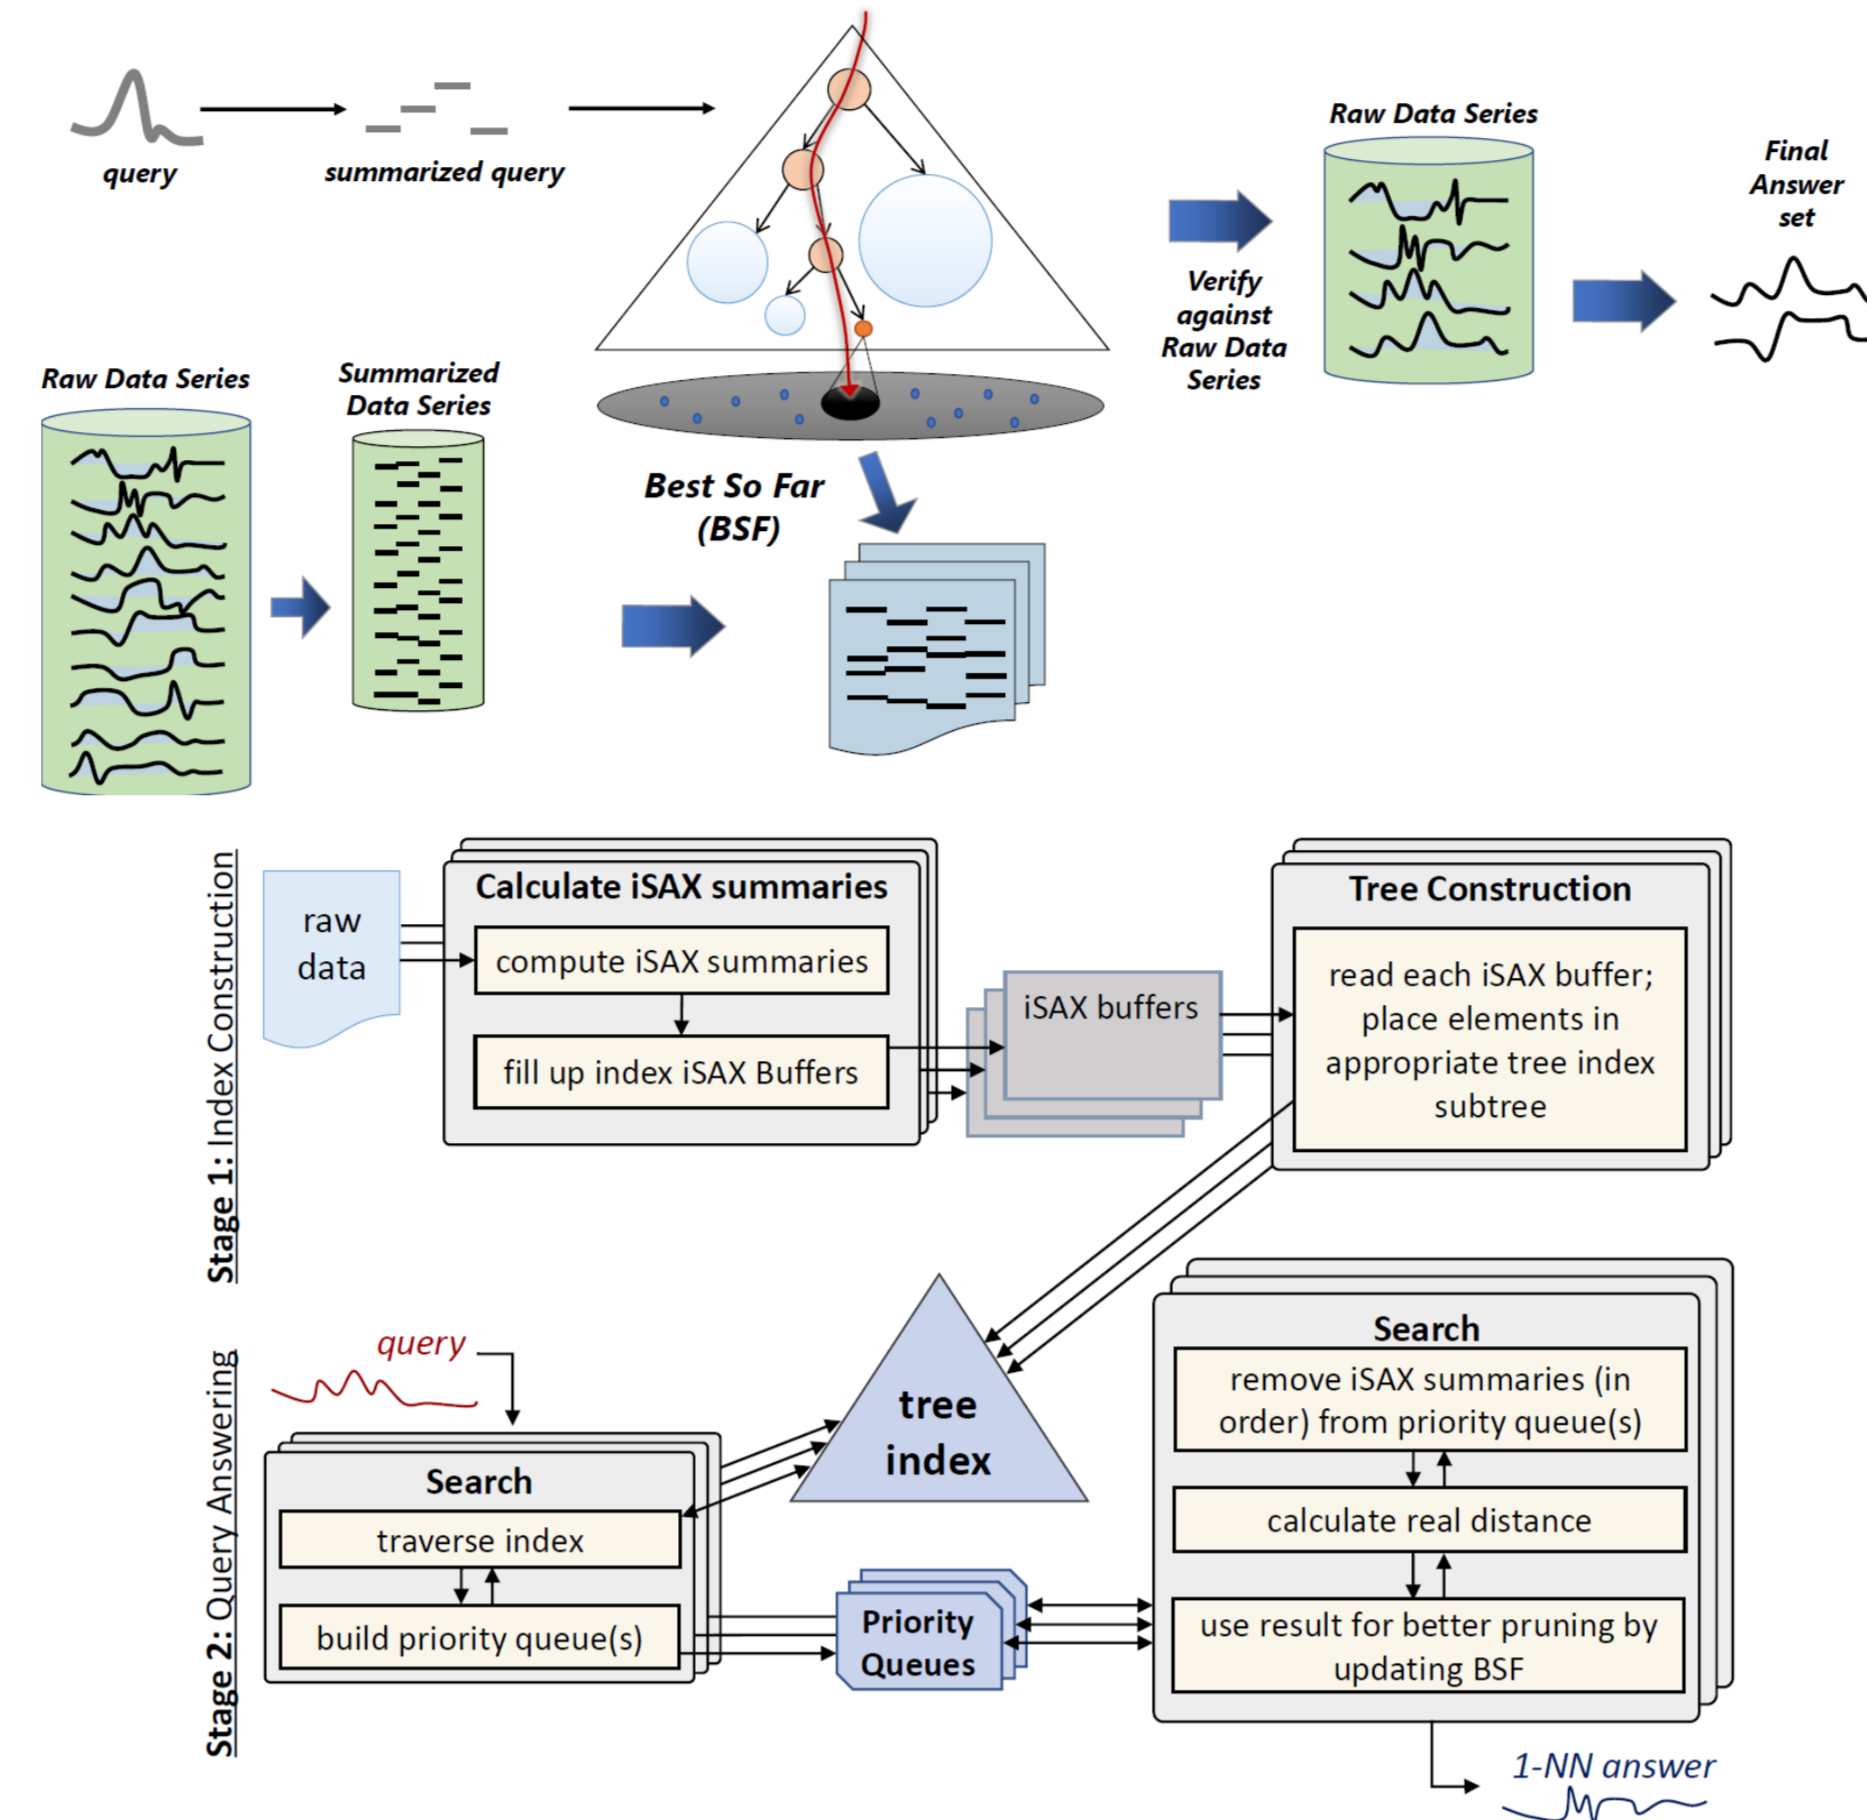 query
summarized query
Raw Data Series
Final
Answer
set
Verify
against
Raw Data
Series
Raw Data Series
Summarized
Data Series
Best So Far
(BSF)
Stage 1: Index Construction
raw
data
Calculate iSAX summaries
compute iSAX summaries
fill up index iSAX Buffers
iSAX buffers
Tree Construction
read each iSAX buffer;
place elements in
appropriate tree index
subtree
Stage 2: Query Answering
query
Search
traverse index
build priority queue(s)
tree
index
Priority
Queues
Search
remove iSAX summaries (in
order) from priority queue(s)
calculate real distance
use result for better pruning by
updating BSF
1-NN answer